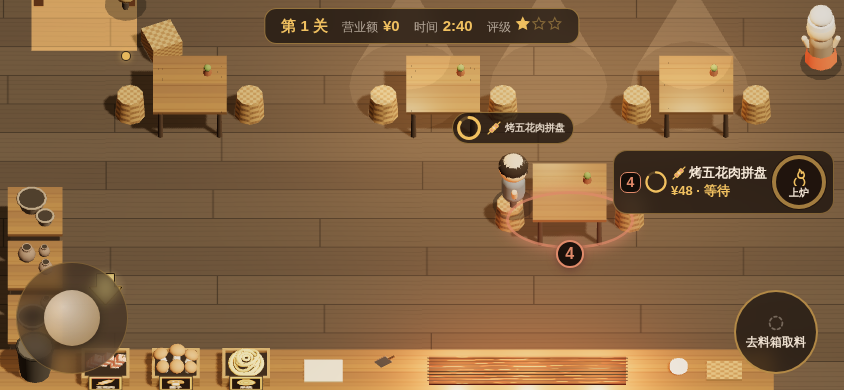 第 1 关 营业额 ¥0 时间 2:40 评级
烤五花肉拼盘
4 烤五花肉拼盘
¥48 · 等待
上炉
4
去料箱取料